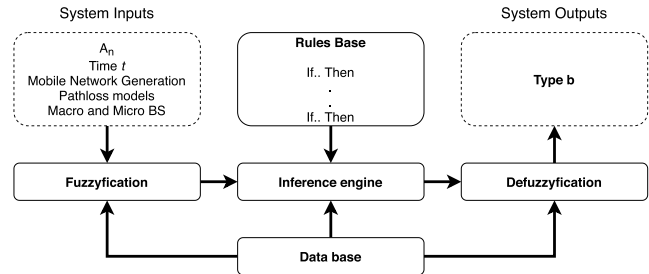 System Inputs
System Outputs
An
Time t
Mobile Network Generation
Pathloss models
Macro and Micro BS
Rules Base
If.. Then
.
.
If.. Then
Type b
Fuzzyfication
Inference engine
Defuzzyfication
Data base